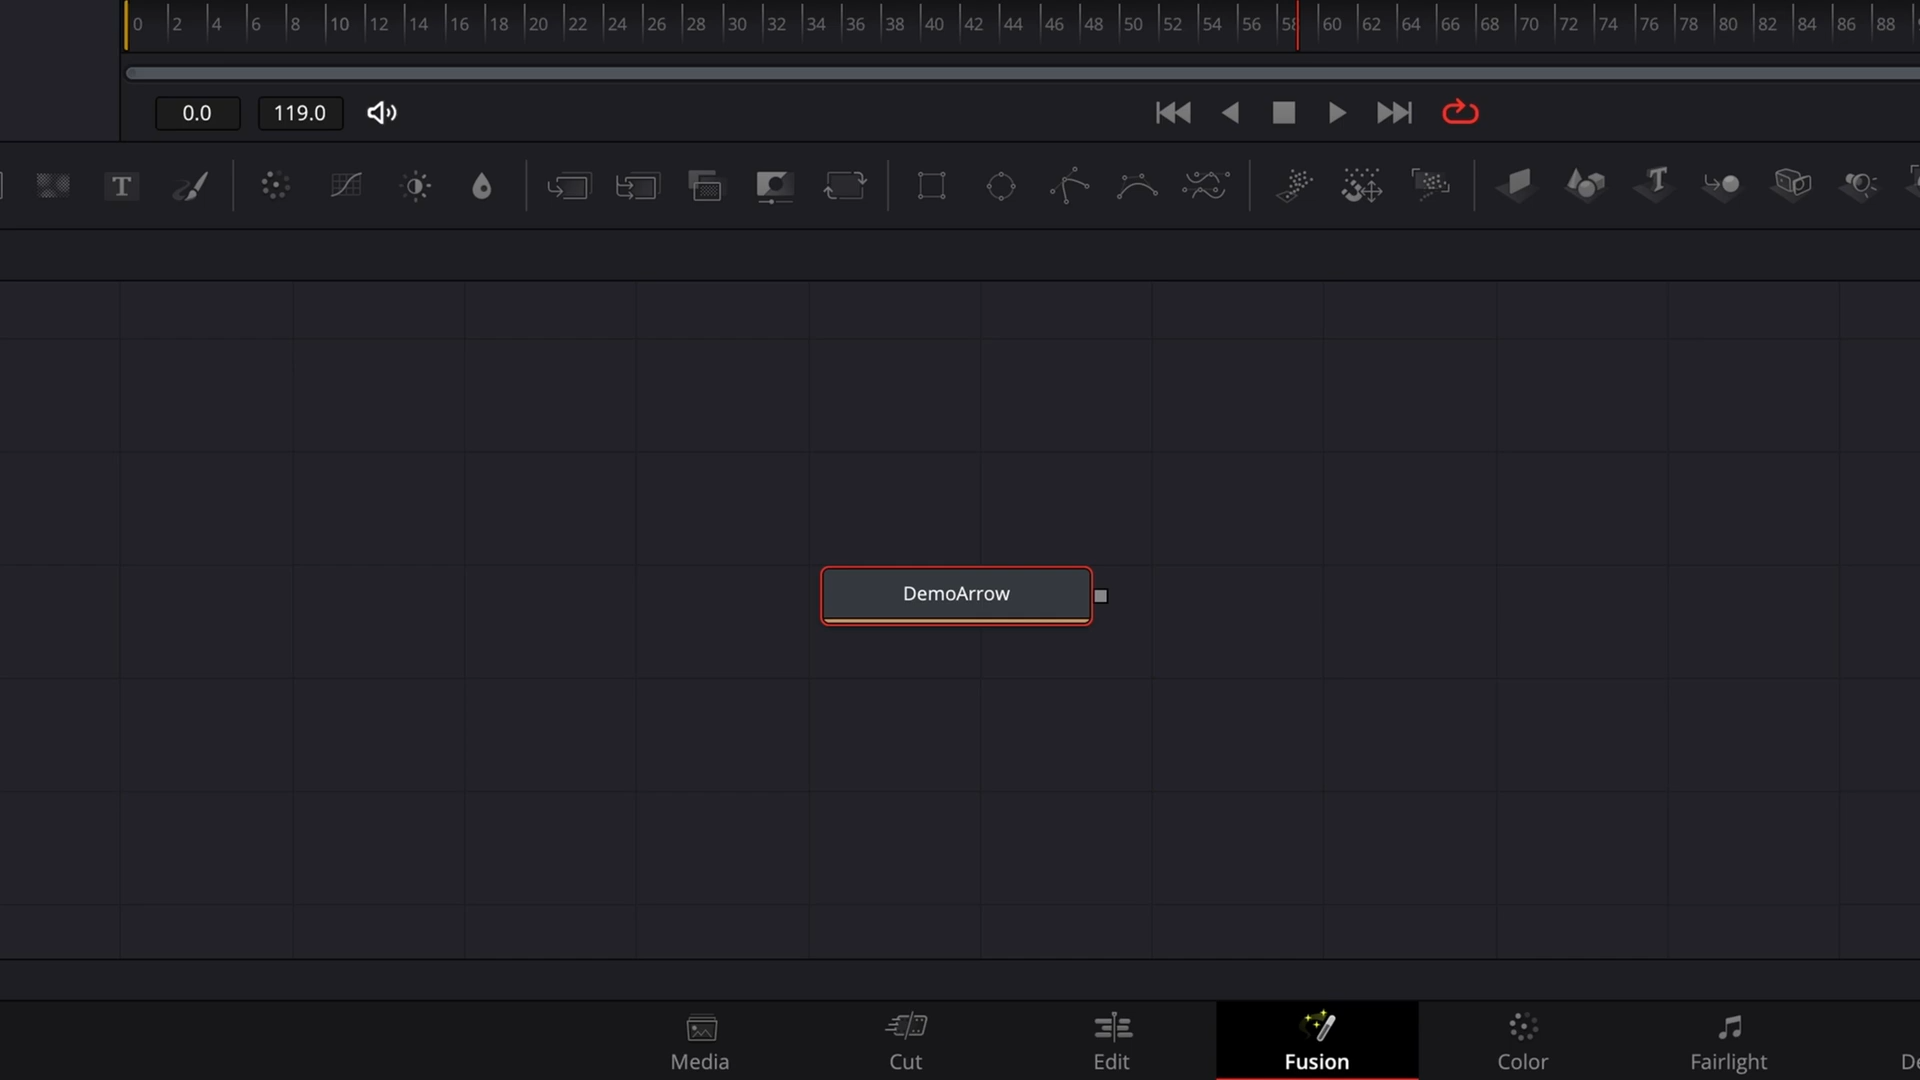 0 2 4 6 8 10 12 14 16 18 20 22 24 26 28 30 32 34 36 38 40 42 44 46 48 50 52 54 56 58 60 62 64 66 68 70 72 74 76 78 80 82 84 86 88
0.0 119.0
T
DemoArrow
Media Cut Edit Fusion Color Fairlight